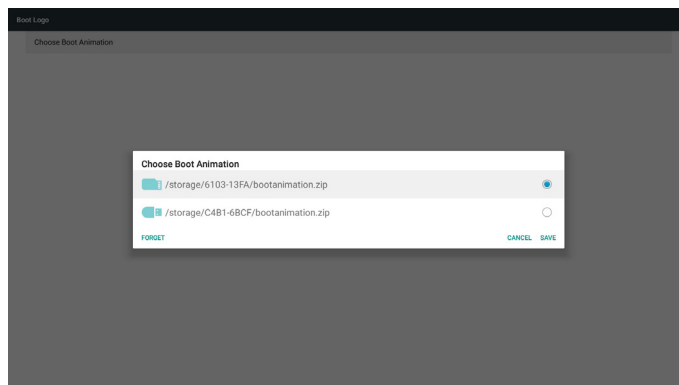 Boot Logo
Choose Boot Animation
Choose Boot Animation
/storage/6103-13FA/bootanimation.zip
/storage/C4B1-6BCF/bootanimation.zip
FORGET CANCEL SAVE